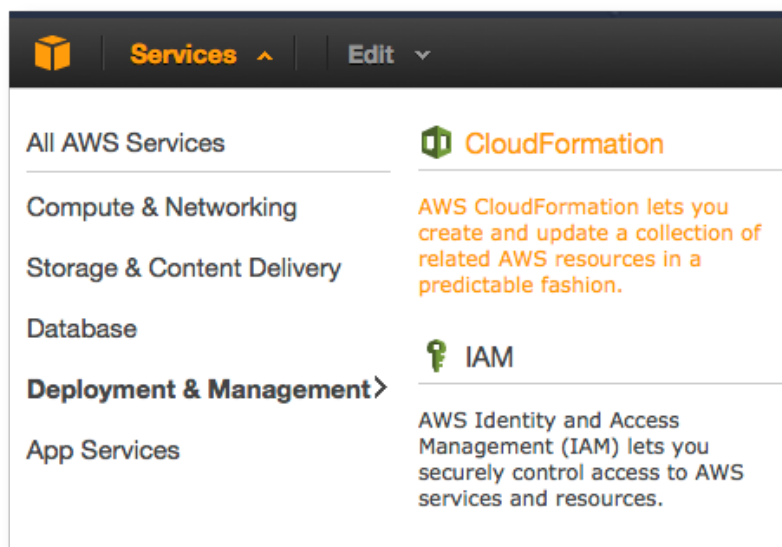 Services Edit
All AWS Services
Compute & Networking
Storage & Content Delivery
Database
Deployment & Management
App Services
CloudFormation
AWS CloudFormation lets you
create and update a collection of
related AWS resources in a
predictable fashion.
IAM
AWS Identity and Access
Management (IAM) lets you
securely control access to AWS
services and resources.